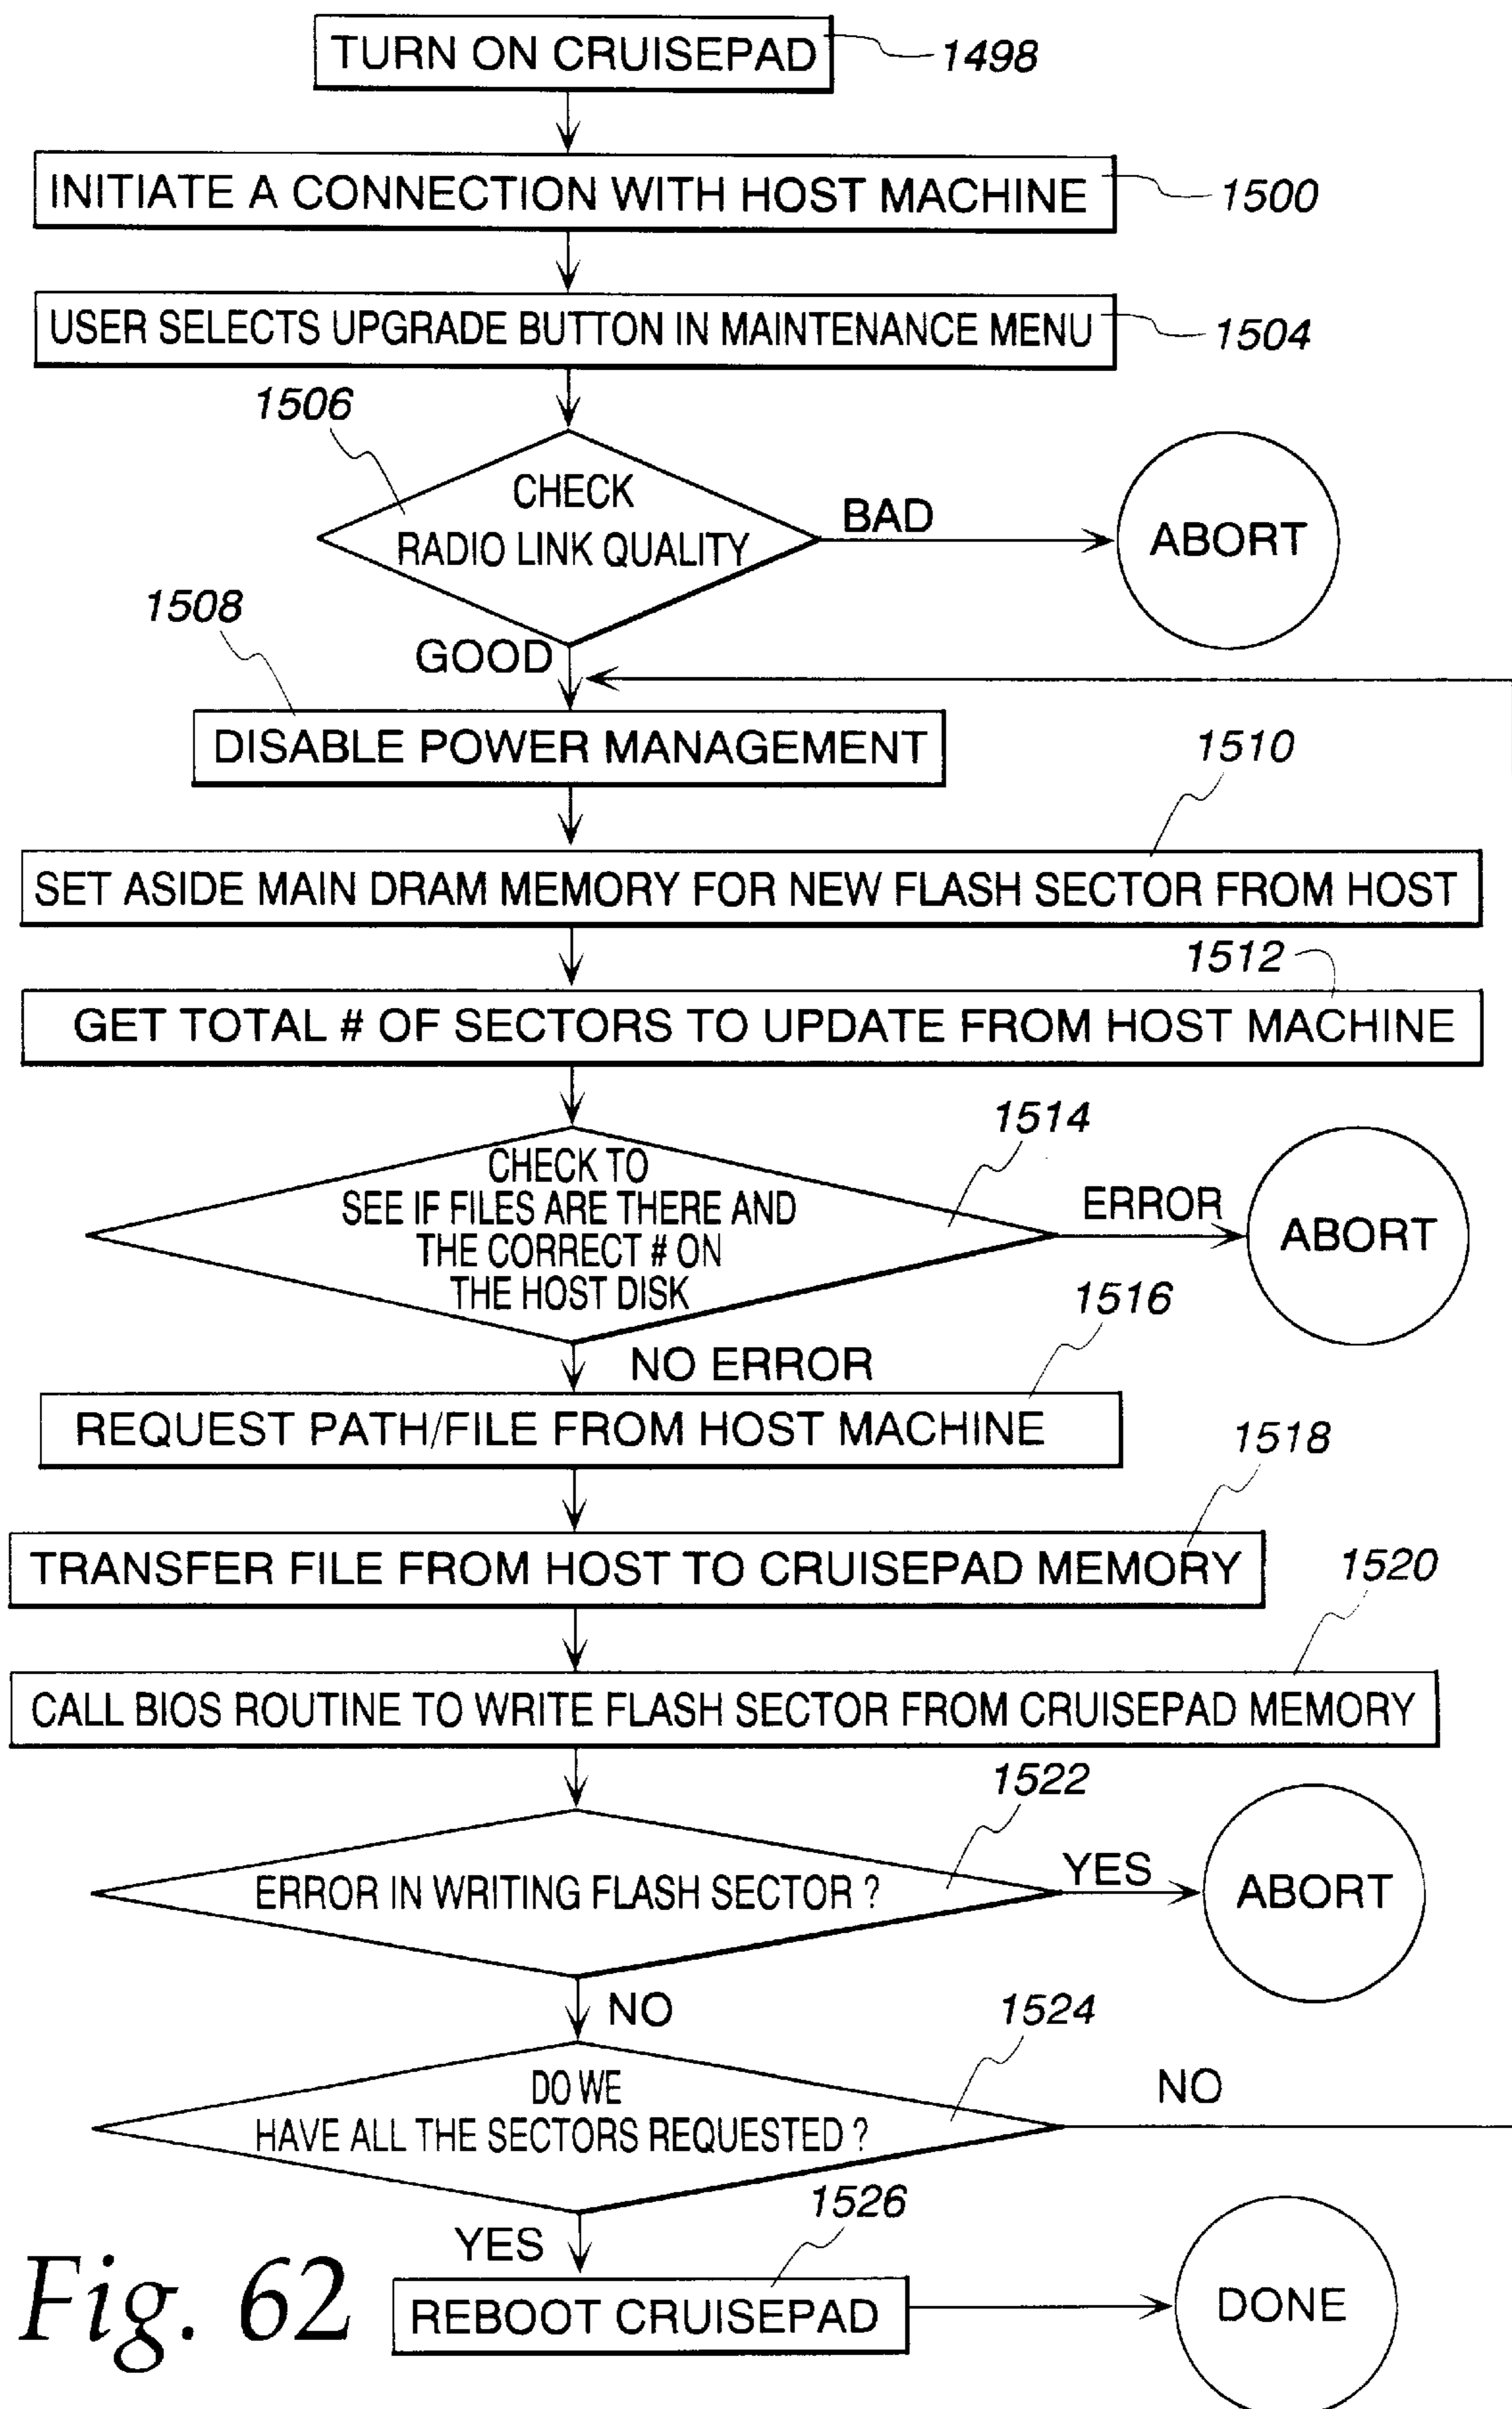 TURN ON CRUISEPAD
1498
INITIATE A CONNECTION WITH HOST MACHINE
1500
USER SELECTS UPGRADE BUTTON IN MAINTENANCE MENU
1504
1506
CHECK
RADIO LINK QUALITY
BAD
ABORT
1508
GOOD
DISABLE POWER MANAGEMENT
1510
SET ASIDE MAIN DRAM MEMORY FOR NEW FLASH SECTOR FROM HOST
1512
GET TOTAL # OF SECTORS TO UPDATE FROM HOST MACHINE
1514
CHECK TO
SEE IF FILES ARE THERE AND
THE CORRECT # ON
THE HOST DISK
ERROR
ABORT
1516
NO ERROR
REQUEST PATH/FILE FROM HOST MACHINE
1518
TRANSFER FILE FROM HOST TO CRUISEPAD MEMORY
1520
CALL BIOS ROUTINE TO WRITE FLASH SECTOR FROM CRUISEPAD MEMORY
1522
ERROR IN WRITING FLASH SECTOR ?
YES
ABORT
NO
1524
DO WE
HAVE ALL THE SECTORS REQUESTED ?
NO
1526
YES
REBOOT CRUISEPAD
DONE
Fig. 62